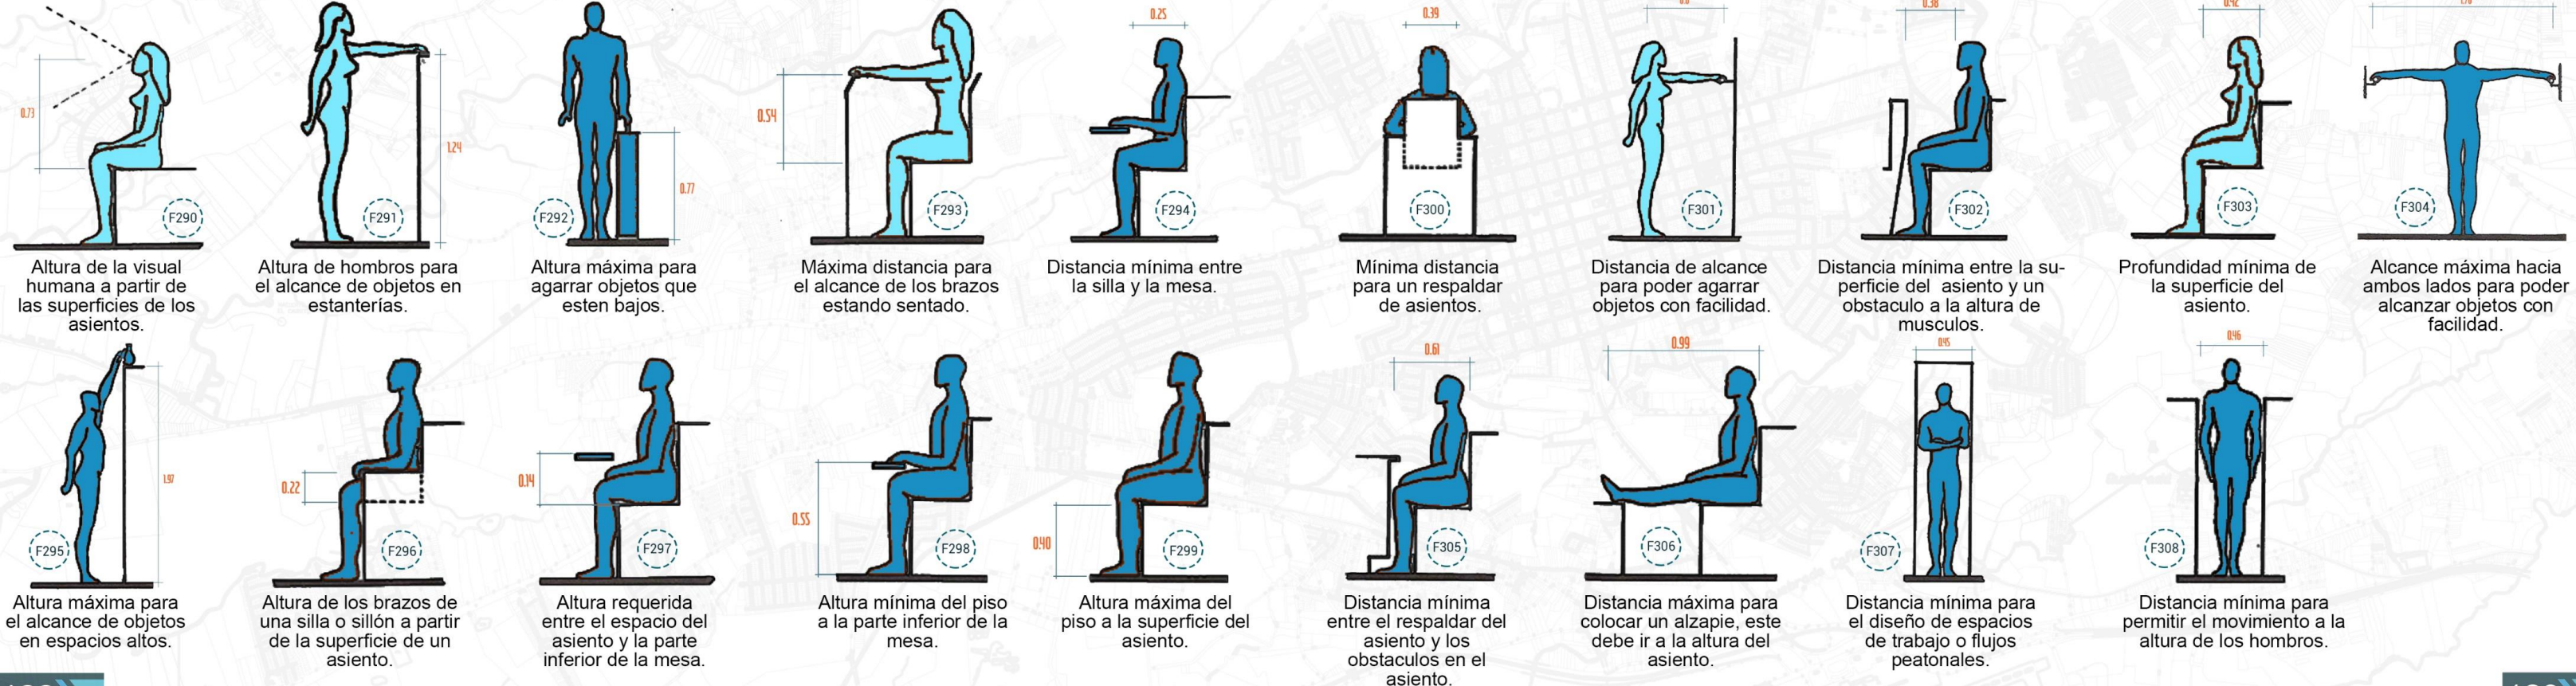 0.73
F290
Altura de la visual
humana a partir de
las superficies de los
asientos.
1.24
F291
Altura de hombros para
el alcance de objetos en
estanterías.
0.77
F292
Altura máxima para
agarrar objetos que
esten bajos.
0.54
F293
Máxima distancia para
el alcance de los brazos
estando sentado.
0.25
F294
Distancia mínima entre
la silla y la mesa.
0.39
F300
Mínima distancia
para un respaldar
de asientos.
F301
Distancia de alcance
para poder agarrar
objetos con facilidad.
0.38
F302
Distancia mínima entre la su-
perficie del asiento y un
obstaculo a la altura de
musculos.
0.42
F303
Profundidad mínima de
la superficie del
asiento.
F304
Alcance máxima hacia
ambos lados para poder
alcanzar objetos con
facilidad.
1.97
F295
Altura máxima para
el alcance de objetos
en espacios altos.
0.22
F296
Altura de los brazos de
una silla o sillón a partir
de la superficie de un
asiento.
0.14
F297
Altura requerida
entre el espacio del
asiento y la parte
inferior de la mesa.
0.55
F298
Altura mínima del piso
a la parte inferior de la
mesa.
0.40
F299
Altura máxima del
piso a la superficie del
asiento.
0.61
F305
Distancia mínima
entre el respaldar del
asiento y los
obstaculos en el
asiento.
0.99
F306
Distancia máxima para
colocar un alzapie, este
debe ir a la altura del
asiento.
0.45
F307
Distancia mínima para
el diseño de espacios
de trabajo o flujos
peatonales.
0.46
F308
Distancia mínima para
permitir el movimiento a la
altura de los hombros.